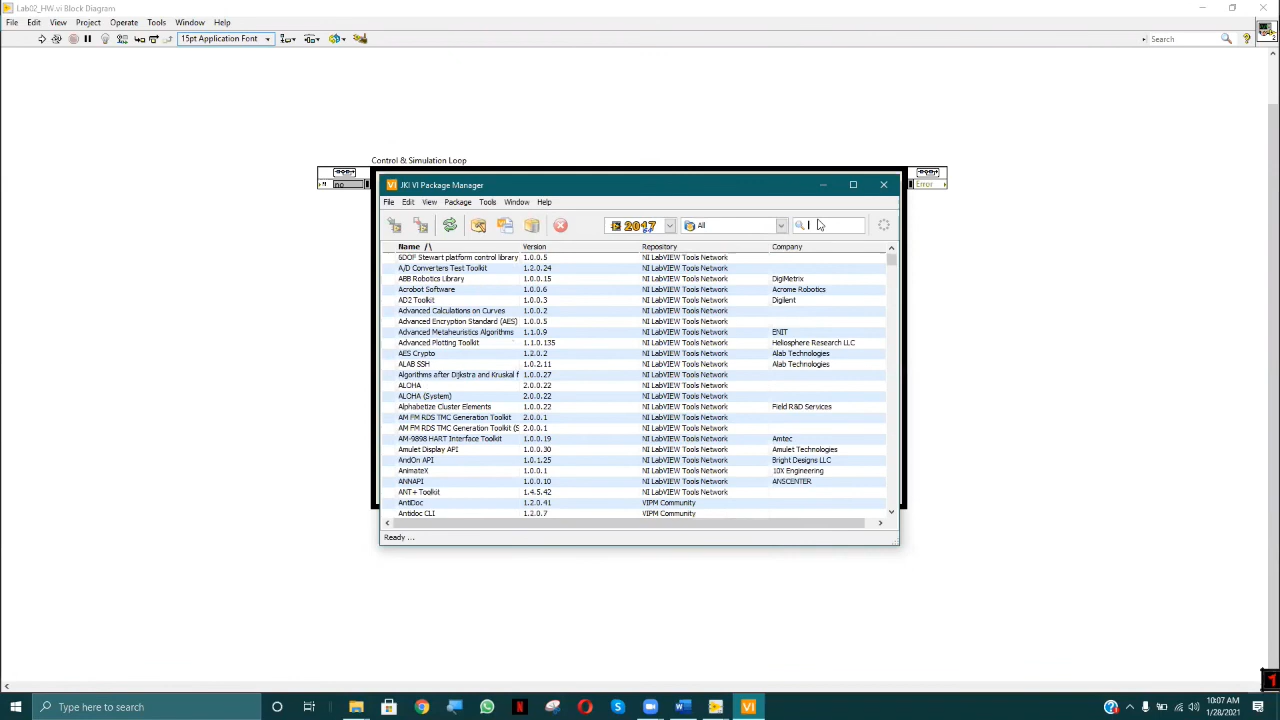 Lab02_HW.vi Block Diagram
File Edit View Project Operate Tools Window Help
15pt Application Font
Search
Control & Simulation Loop
no
Error
JKI VI Package Manager
File Edit View Package Tools Window Help
2017 All
Name /\ Version Repository Company
6DOF Stewart platform control library 1.0.0.5 NI LabVIEW Tools Network
A/D Converters Test Toolkit 1.2.0.24 NI LabVIEW Tools Network
ABB Robotics Library 1.0.0.15 NI LabVIEW Tools Network DigiMetrix
Acrobot Software 1.0.0.6 NI LabVIEW Tools Network Acrome Robotics
AD2 Toolkit 1.0.0.3 NI LabVIEW Tools Network Digilent
Advanced Calculations on Curves 1.0.0.2 NI LabVIEW Tools Network
Advanced Encryption Standard (AES) 1.0.0.5 NI LabVIEW Tools Network
Advanced Metaheuristics Algorithms 1.1.0.9 NI LabVIEW Tools Network ENIT
Advanced Plotting Toolkit 1.1.0.135 NI LabVIEW Tools Network Heliosphere Research LLC
AES Crypto 1.2.0.2 NI LabVIEW Tools Network Alab Technologies
ALAB SSH 1.0.2.11 NI LabVIEW Tools Network Alab Technologies
Algorithms after Dijkstra and Kruskal f 1.0.0.27 NI LabVIEW Tools Network
ALOHA 2.0.0.22 NI LabVIEW Tools Network
ALOHA (System) 2.0.0.22 NI LabVIEW Tools Network
Alphabetize Cluster Elements 1.0.0.22 NI LabVIEW Tools Network Field R&D Services
AM FM RDS TMC Generation Toolkit 2.0.0.1 NI LabVIEW Tools Network
AM FM RDS TMC Generation Toolkit (S 2.0.0.1 NI LabVIEW Tools Network
AM-9898 HART Interface Toolkit 1.0.0.19 NI LabVIEW Tools Network Amtec
Amulet Display API 1.0.0.30 NI LabVIEW Tools Network Amulet Technologies
AndOn API 1.0.1.25 NI LabVIEW Tools Network Bright Designs LLC
AnimateX 1.0.0.1 NI LabVIEW Tools Network 10X Engineering
ANNAPI 1.0.0.10 NI LabVIEW Tools Network ANSCENTER
ANT+ Toolkit 1.4.5.42 NI LabVIEW Tools Network
AntiDoc 1.2.0.41 VIPM Community
Antidoc CLI 1.2.0.7 VIPM Community
Ready ...
Type here to search
10:07 AM
1/28/2021